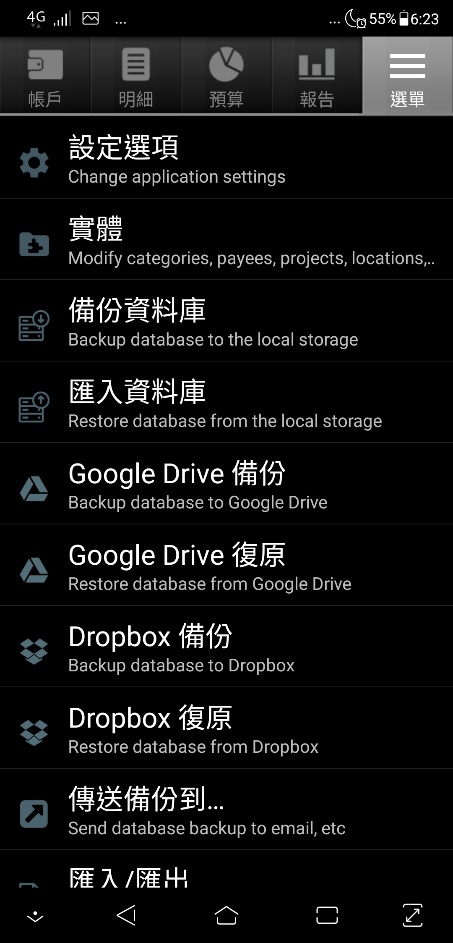 4G ... ... 55% 6:23
帳戶 明細 預算 報告 選單
設定選項
Change application settings
實體
Modify categories, payees, projects, locations,..
備份資料庫
Backup database to the local storage
匯入資料庫
Restore database from the local storage
Google Drive 備份
Backup database to Google Drive
Google Drive 復原
Restore database from Google Drive
Dropbox 備份
Backup database to Dropbox
Dropbox 復原
Restore database from Dropbox
傳送備份到...
Send database backup to email, etc
匯入/匯出